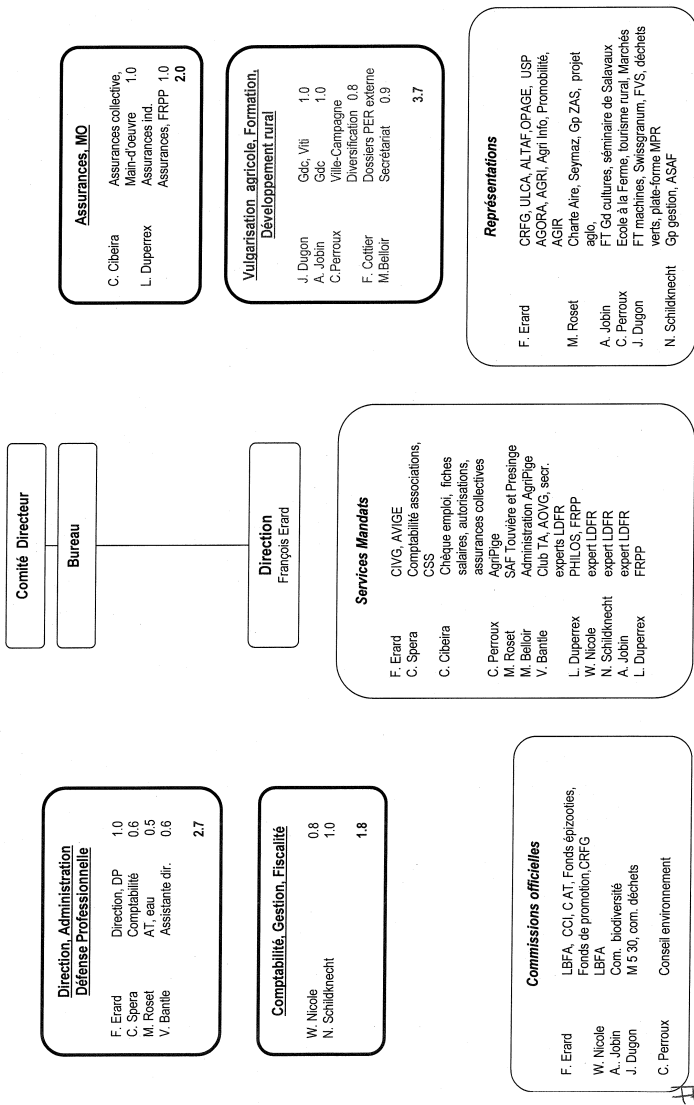 Comité Directeur
Bureau
Direction
François Erard
Direction, Administration
Défense Professionnelle
F. Erard Direction, DP 1.0
C. Spera Comptabilité 0.6
M. Roset AT, eau 0.5
V. Bantle Assistante dir. 0.6
2.7
Comptabilité, Gestion, Fiscalité
W. Nicole 0.8
N. Schildknecht 1.0
1.8
Assurances, MO
C. Cibeira Assurances collective,
Main-d'oeuvre 1.0
L. Duperrex Assurances ind.
Assurances, FRPP 1.0
2.0
Vulgarisation agricole, Formation,
Développement rural
J. Dugon Gdc, Viti 1.0
A. Jobin Gdc 1.0
C.Perroux Ville-Campagne
Diversification 0.8
F. Cottier Dossiers PER externe
M.Belloir Secrétariat 0.9
3.7
Commissions officielles
F. Erard LBFA, CCI, C AT, Fonds épizooties,
Fonds de promotion,CRFG
W. Nicole LBFA
A.. Jobin Com. biodiversité
J. Dugon M 5 30, com. déchets
C. Perroux Conseil environnement
Services Mandats
F. Erard CIVG, AVIGE
C. Spera Comptabilité associations,
CSS
C. Cibeira Chèque emploi, fiches
salaires, autorisations,
assurances collectives
C. Perroux AgriPige
M. Roset SAF Touvière et Presinge
M. Belloir Administration AgriPige
V. Bantle Club TA, AOVG, secr.
experts LDFR
L. Duperrex PHILOS, FRPP
W. Nicole expert LDFR
N. Schildknecht expert LDFR
A. Jobin expert LDFR
L. Duperrex FRPP
Représentations
F. Erard CRFG, ULCA, ALTAF,OPAGE, USP
AGORA, AGRI, Agri Info, Promobilité,
AGIR
M. Roset Charte Aire, Seymaz, Gp ZAS, projet
aglo,
A. Jobin FT Gd cultures, séminaire de Salavaux
C. Perroux Ecole à la Ferme, tourisme rural, Marchés
J. Dugon FT machines, Swissgranum, FVS, déchets
verts, plate-forme MPR
N. Schildknecht Gp gestion, ASAF